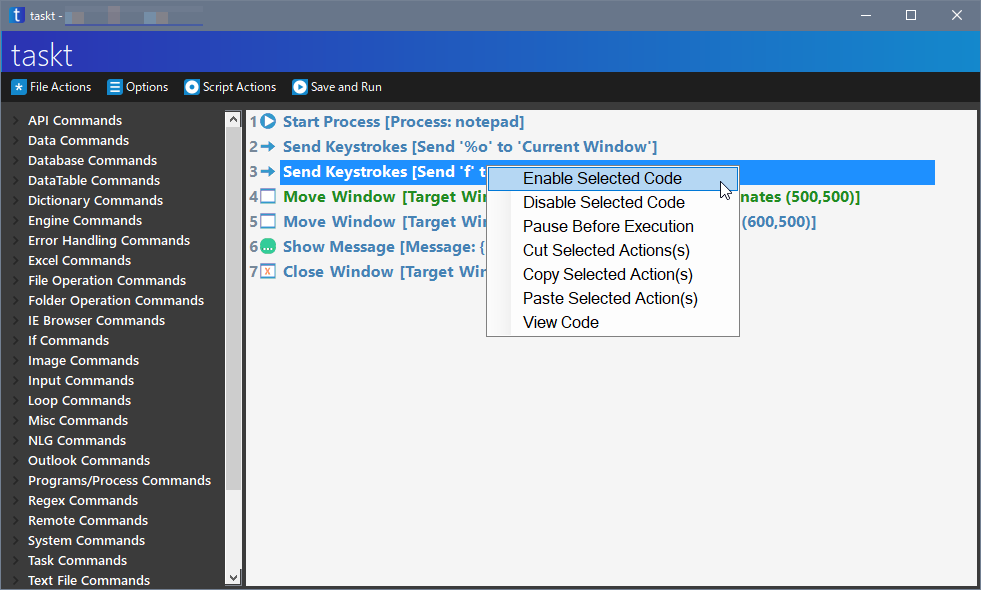 taskt -
taskt
File Actions Options Script Actions Save and Run
API Commands
Data Commands
Database Commands
DataTable Commands
Dictionary Commands
Engine Commands
Error Handling Commands
Excel Commands
File Operation Commands
Folder Operation Commands
IE Browser Commands
If Commands
Image Commands
Input Commands
Loop Commands
Misc Commands
NLG Commands
Outlook Commands
Programs/Process Commands
Regex Commands
Remote Commands
System Commands
Task Commands
Text File Commands
1 Start Process [Process: notepad]
2 Send Keystrokes [Send '%o' to 'Current Window']
3 Send Keystrokes [Send 'f' t
4 Move Window [Target Wi nates (500,500)]
5 Move Window [Target Wi (600,500)]
6 Show Message [Message: {
7 Close Window [Target Wi
Enable Selected Code
Disable Selected Code
Pause Before Execution
Cut Selected Actions(s)
Copy Selected Action(s)
Paste Selected Action(s)
View Code